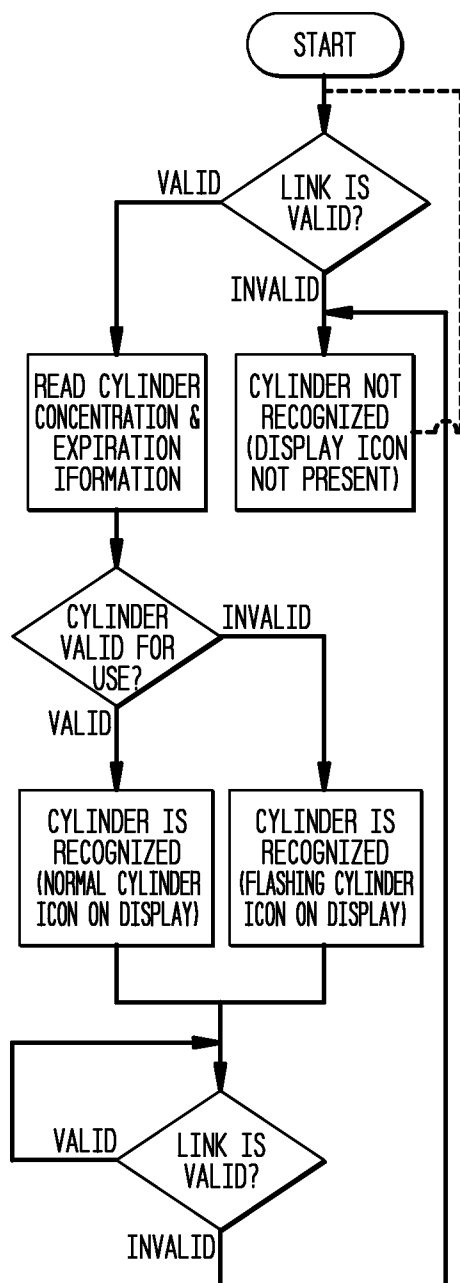 START
LINK IS
VALID?
VALID
INVALID
READ CYLINDER
CONCENTRATION &
EXPIRATION
IFORMATION
CYLINDER NOT
RECOGNIZED
(DISPLAY ICON
NOT PRESENT)
CYLINDER
VALID FOR
USE?
INVALID
VALID
CYLINDER IS
RECOGNIZED
(NORMAL CYLINDER
ICON ON DISPLAY)
CYLINDER IS
RECOGNIZED
(FLASHING CYLINDER
ICON ON DISPLAY)
VALID
LINK IS
VALID?
INVALID